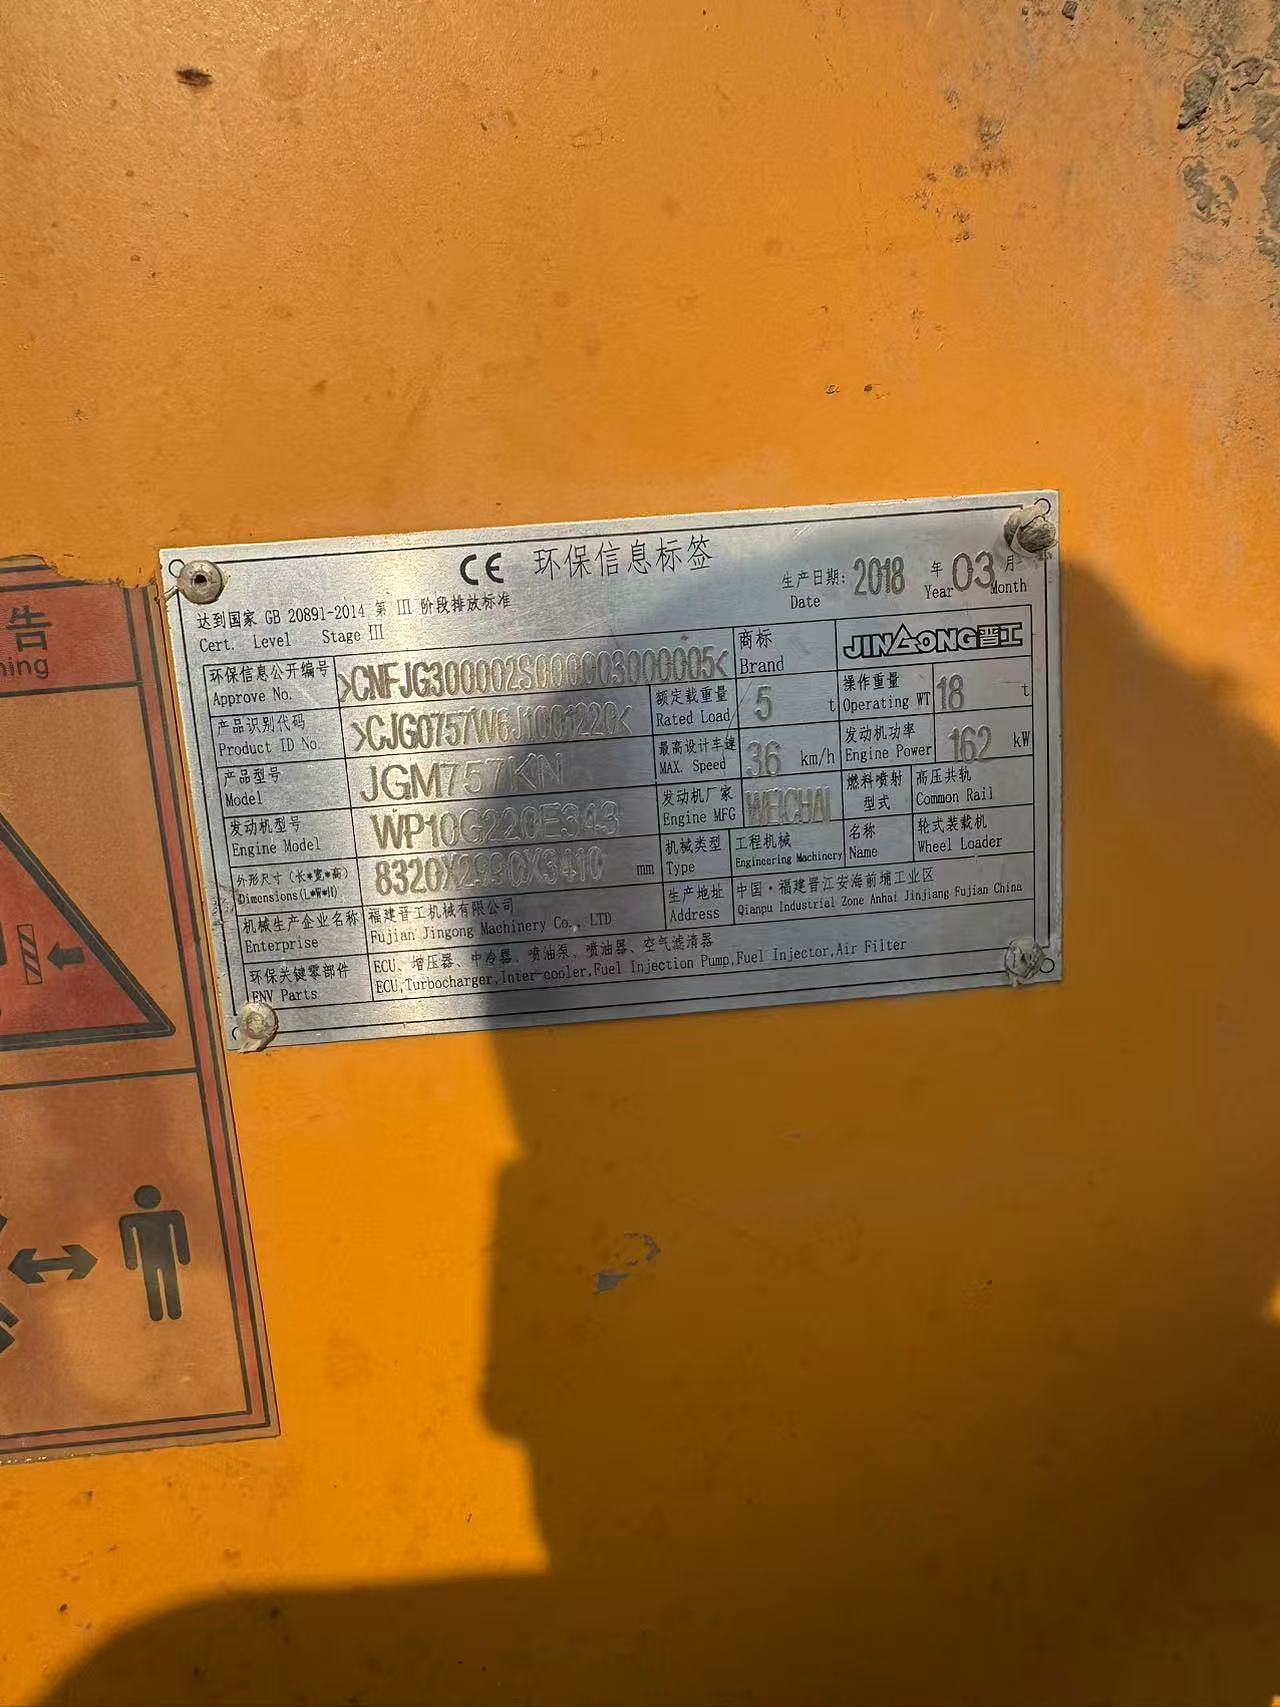 告
ning
CE 环保信息标签
达到国家 GB 20891-2014 第 III 阶段排放标准
Cert. Level Stage III
生产日期: 2018 年 03 月
Date Year Month
环保信息公开编号
Approve No.
商标
Brand
JINGONG晋工
产品识别代码
Product ID No.
额定载重量
Rated Load
5 t
操作重量
Operating WT
18 t
产品型号
Model
JGM757KN
最高设计车速
MAX. Speed
36 km/h
发动机功率
Engine Power
162 kW
发动机型号
Engine Model
WP10G220E343
发动机厂家
Engine MFG
WEICHAI
燃料喷射
型式
高压共轨
Common Rail
外形尺寸（长*宽*高）
Dimensions(L*W*H)
mm
机械类型
Type
工程机械
Engineering Machinery
名称
Name
轮式装载机
Wheel Loader
机械生产企业名称
Enterprise
福建晋工机械有限公司
Fujian Jingong Machinery Co., LTD
生产地址
Address
中国·福建晋江安海前埔工业区
Qianpu Industrial Zone Anhai Jinjiang Fujian China
环保关键零部件
ENV Parts
ECU、增压器、中冷器、喷油泵、喷油器、空气滤清器
ECU,Turbocharger,Inter-cooler,Fuel Injection Pump,Fuel Injector,Air Filter